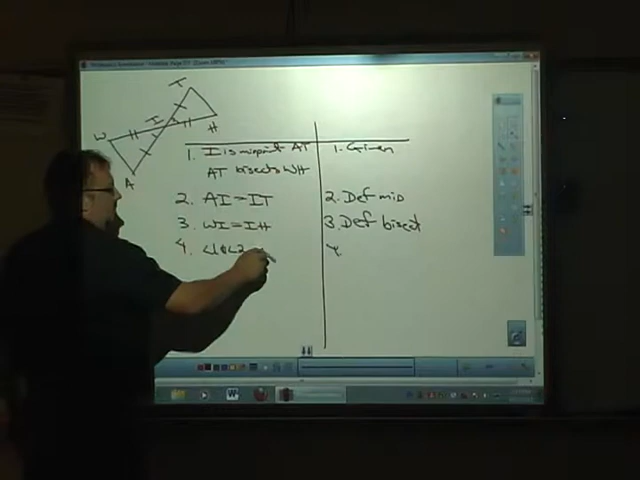 T
I
W
H
A
1. I is midpoint AT
1. Given
AT bisects WH
2. AI = IT
2. Def mid
3. WI = IH
3. Def bisect
4. <1 & <2
4.